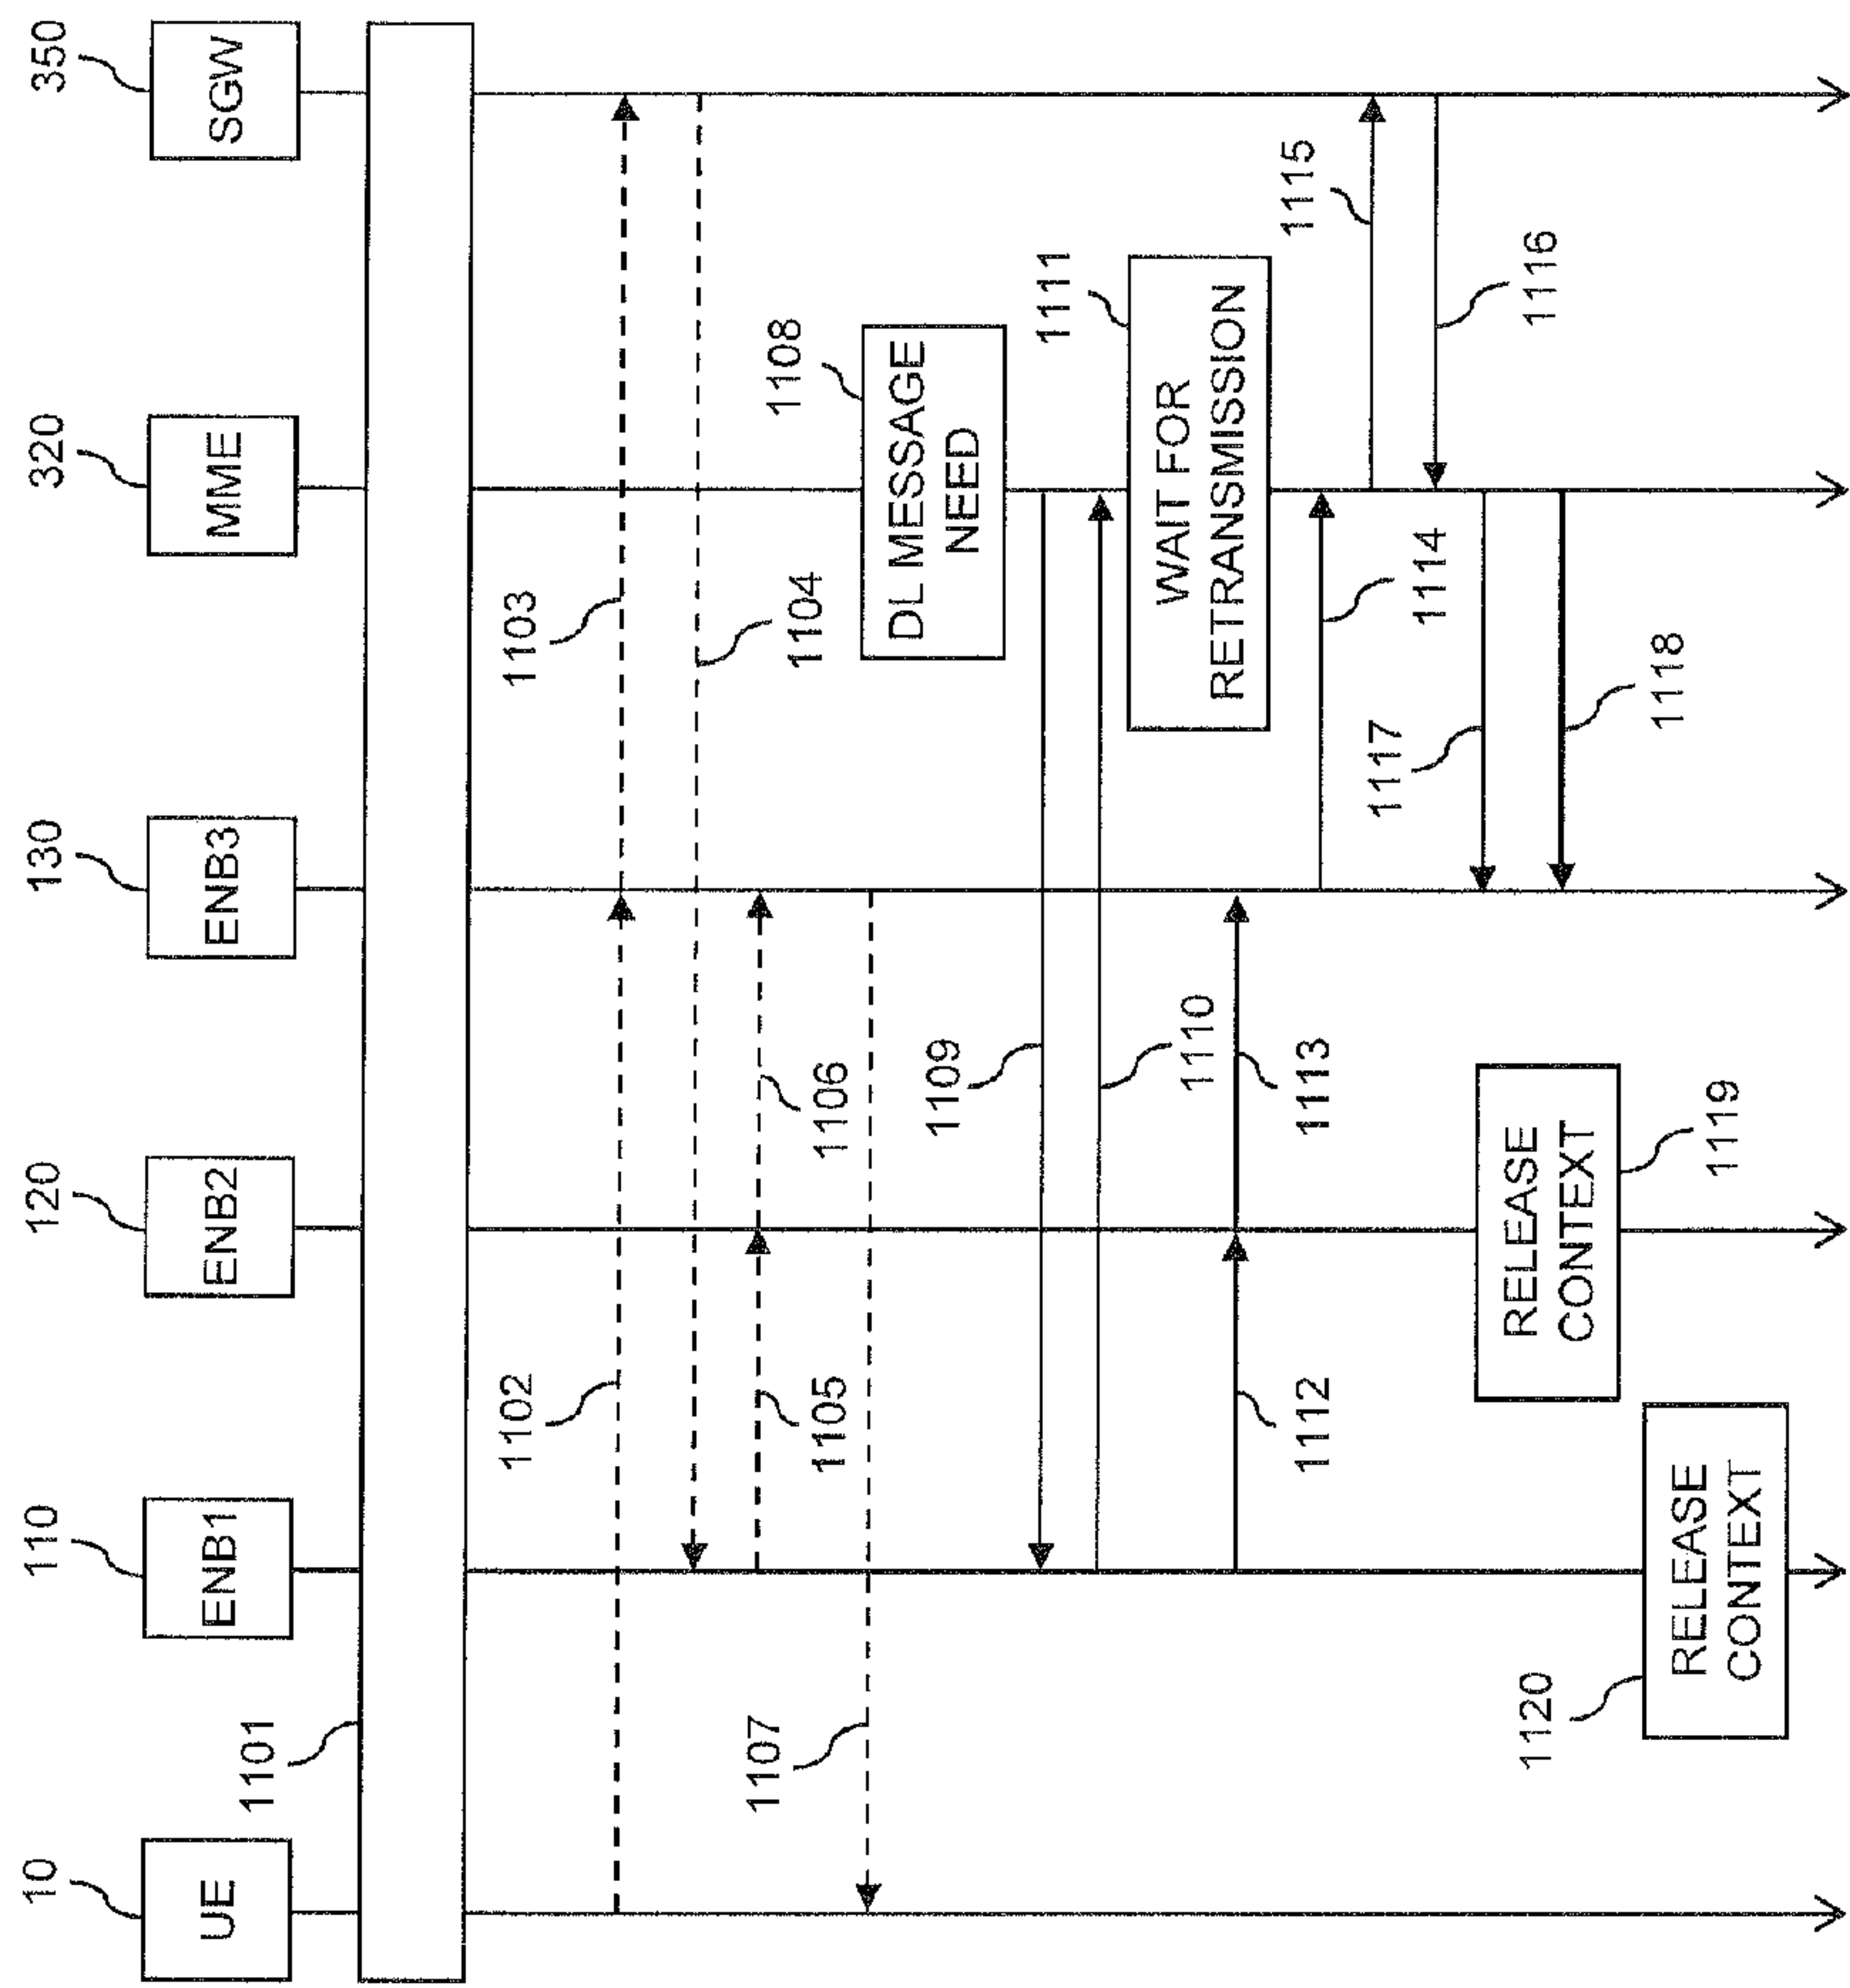 10
110
120
130
320
350
UE
ENB1
ENB2
ENB3
MME
SGW
1101
1102
1103
1104
1105
1106
1107
1108
DL MESSAGE
NEED
1109
1110
1111
WAIT FOR
RETRANSMISSION
1112
1113
1114
1115
1116
1117
1118
RELEASE
CONTEXT
1119
1120
RELEASE
CONTEXT